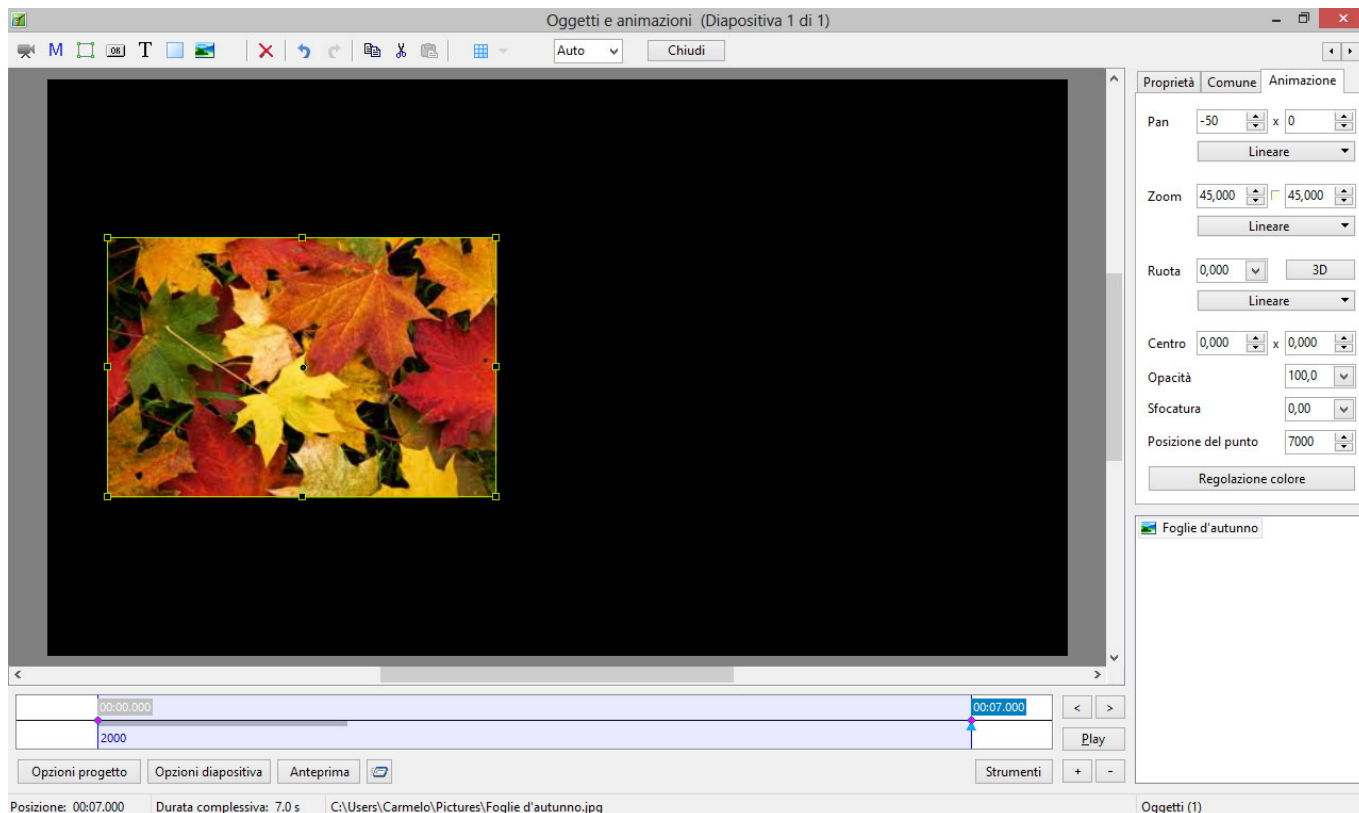 Oggetti e animazioni (Diapositiva 1 di 1)
M OK T Auto Chiudi
Proprietà Comune Animazione
Pan -50 x 0
Lineare
Zoom 45,000 45,000
Lineare
Ruota 0,000 3D
Lineare
Centro 0,000 x 0,000
Opacità 100,0
Sfocatura 0,00
Posizione del punto 7000
Regolazione colore
Foglie d'autunno
00:00.000 00:07.000 < >
2000 Play
Opzioni progetto Opzioni diapositiva Anteprima Strumenti + -
Posizione: 00:07.000 Durata complessiva: 7.0 s C:\Users\Carmelo\Pictures\Foglie d'autunno.jpg Oggetti (1)